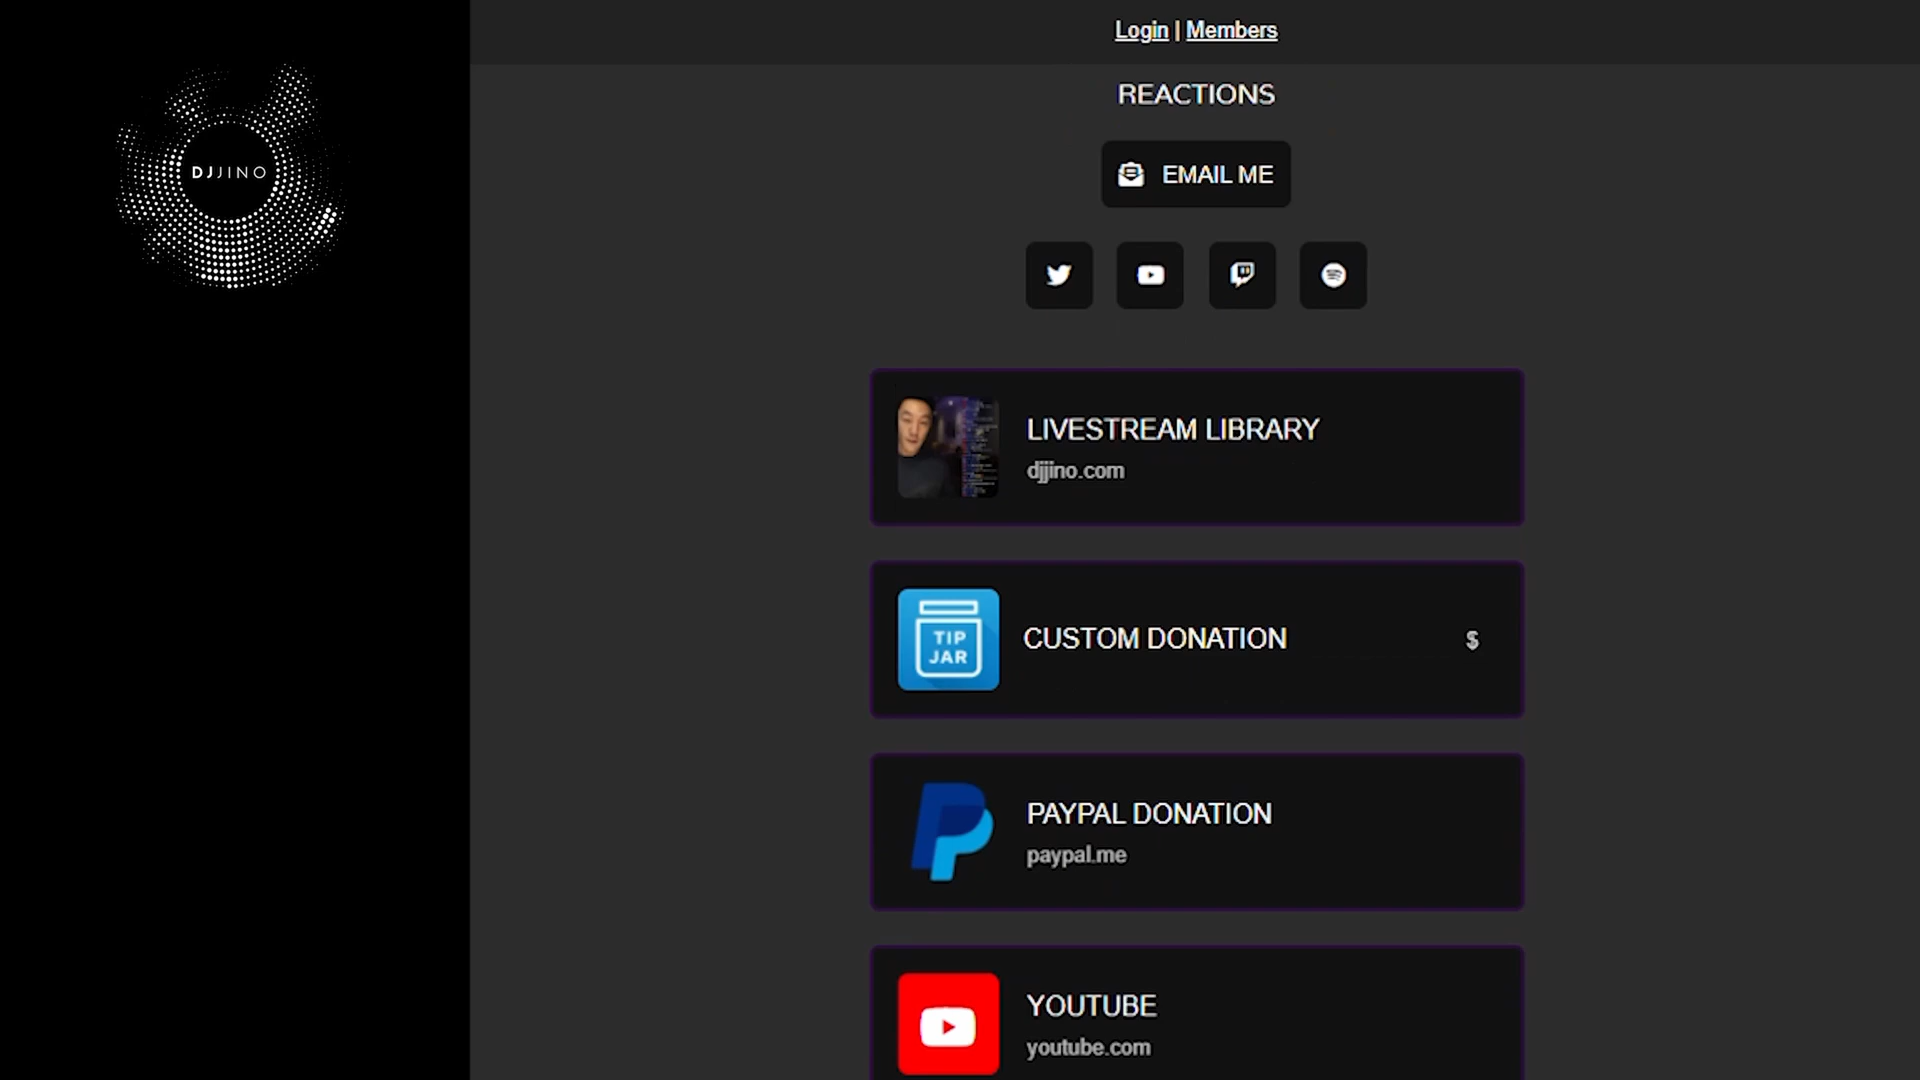 Login | Members
DJJINO
REACTIONS
EMAIL ME
LIVESTREAM LIBRARY
djjino.com
TIP
JAR
CUSTOM DONATION
$
PAYPAL DONATION
paypal.me
YOUTUBE
youtube.com